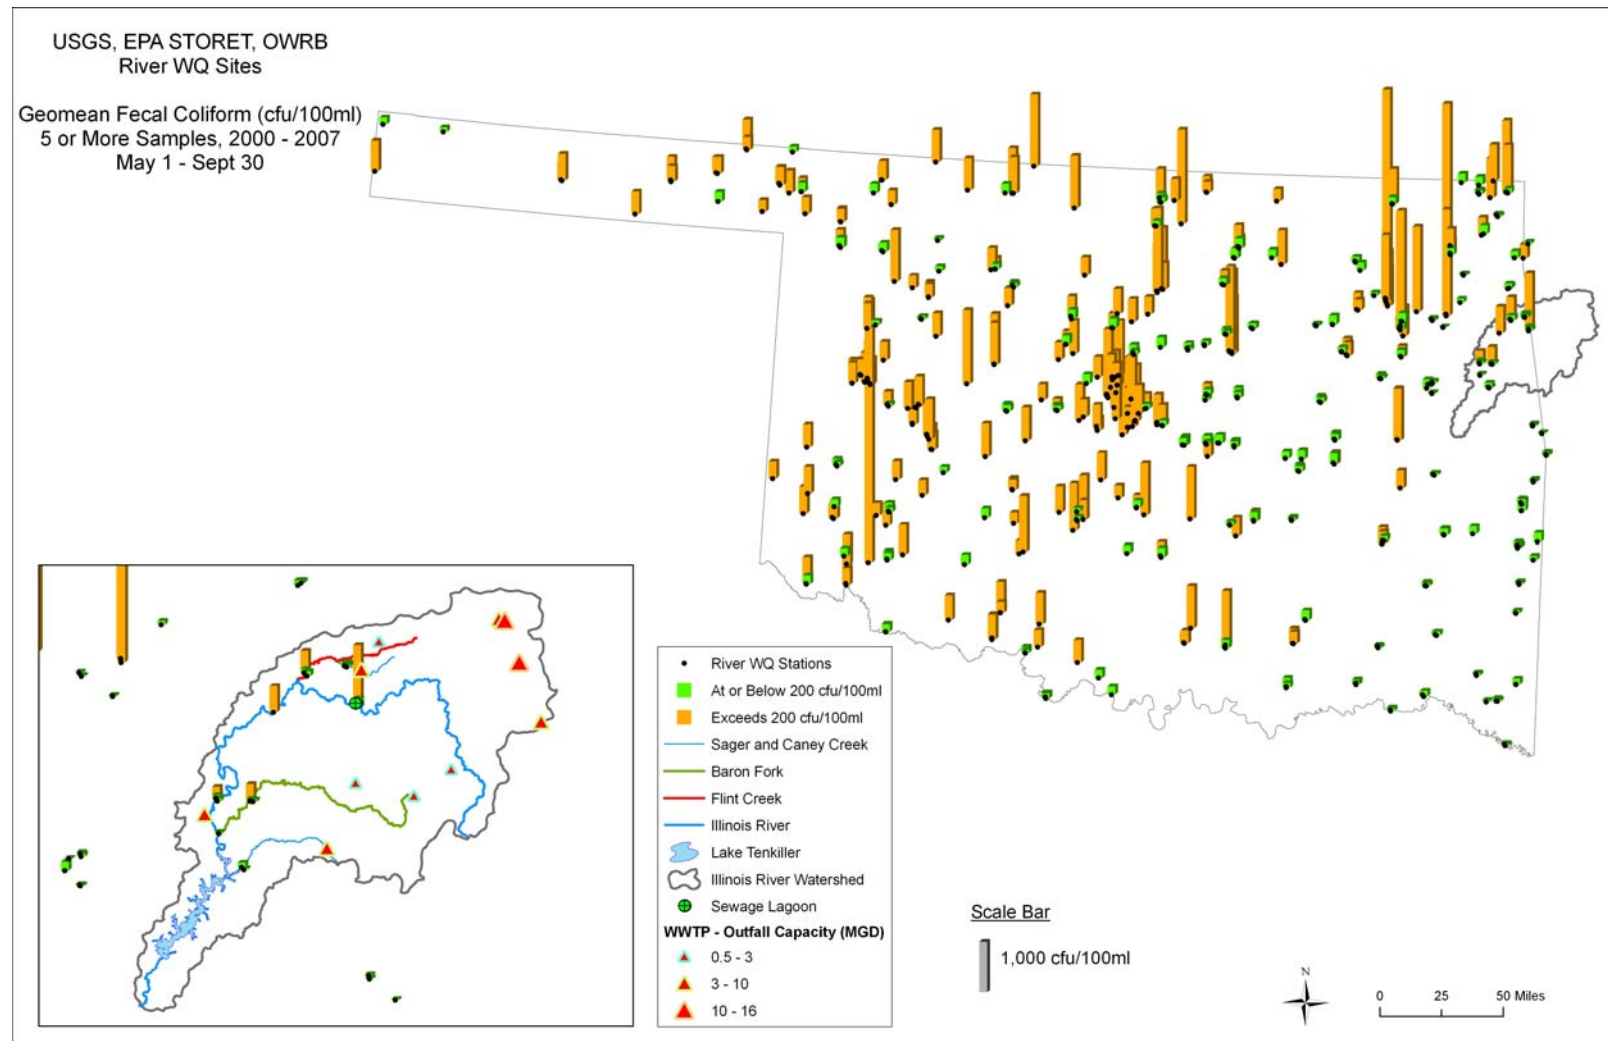 USGS, EPA STORET, OWRB
River WQ Sites
Geomean Fecal Coliform (cfu/100ml)
5 or More Samples, 2000 - 2007
May 1 - Sept 30
River WQ Stations
At or Below 200 cfu/100ml
Exceeds 200 cfu/100ml
Sager and Caney Creek
Baron Fork
Flint Creek
Illinois River
Lake Tenkiller
Illinois River Watershed
Sewage Lagoon
WWTP - Outfall Capacity (MGD)
0.5 - 3
3 - 10
10 - 16
Scale Bar
1,000 cfu/100ml
N
0 25 50 Miles